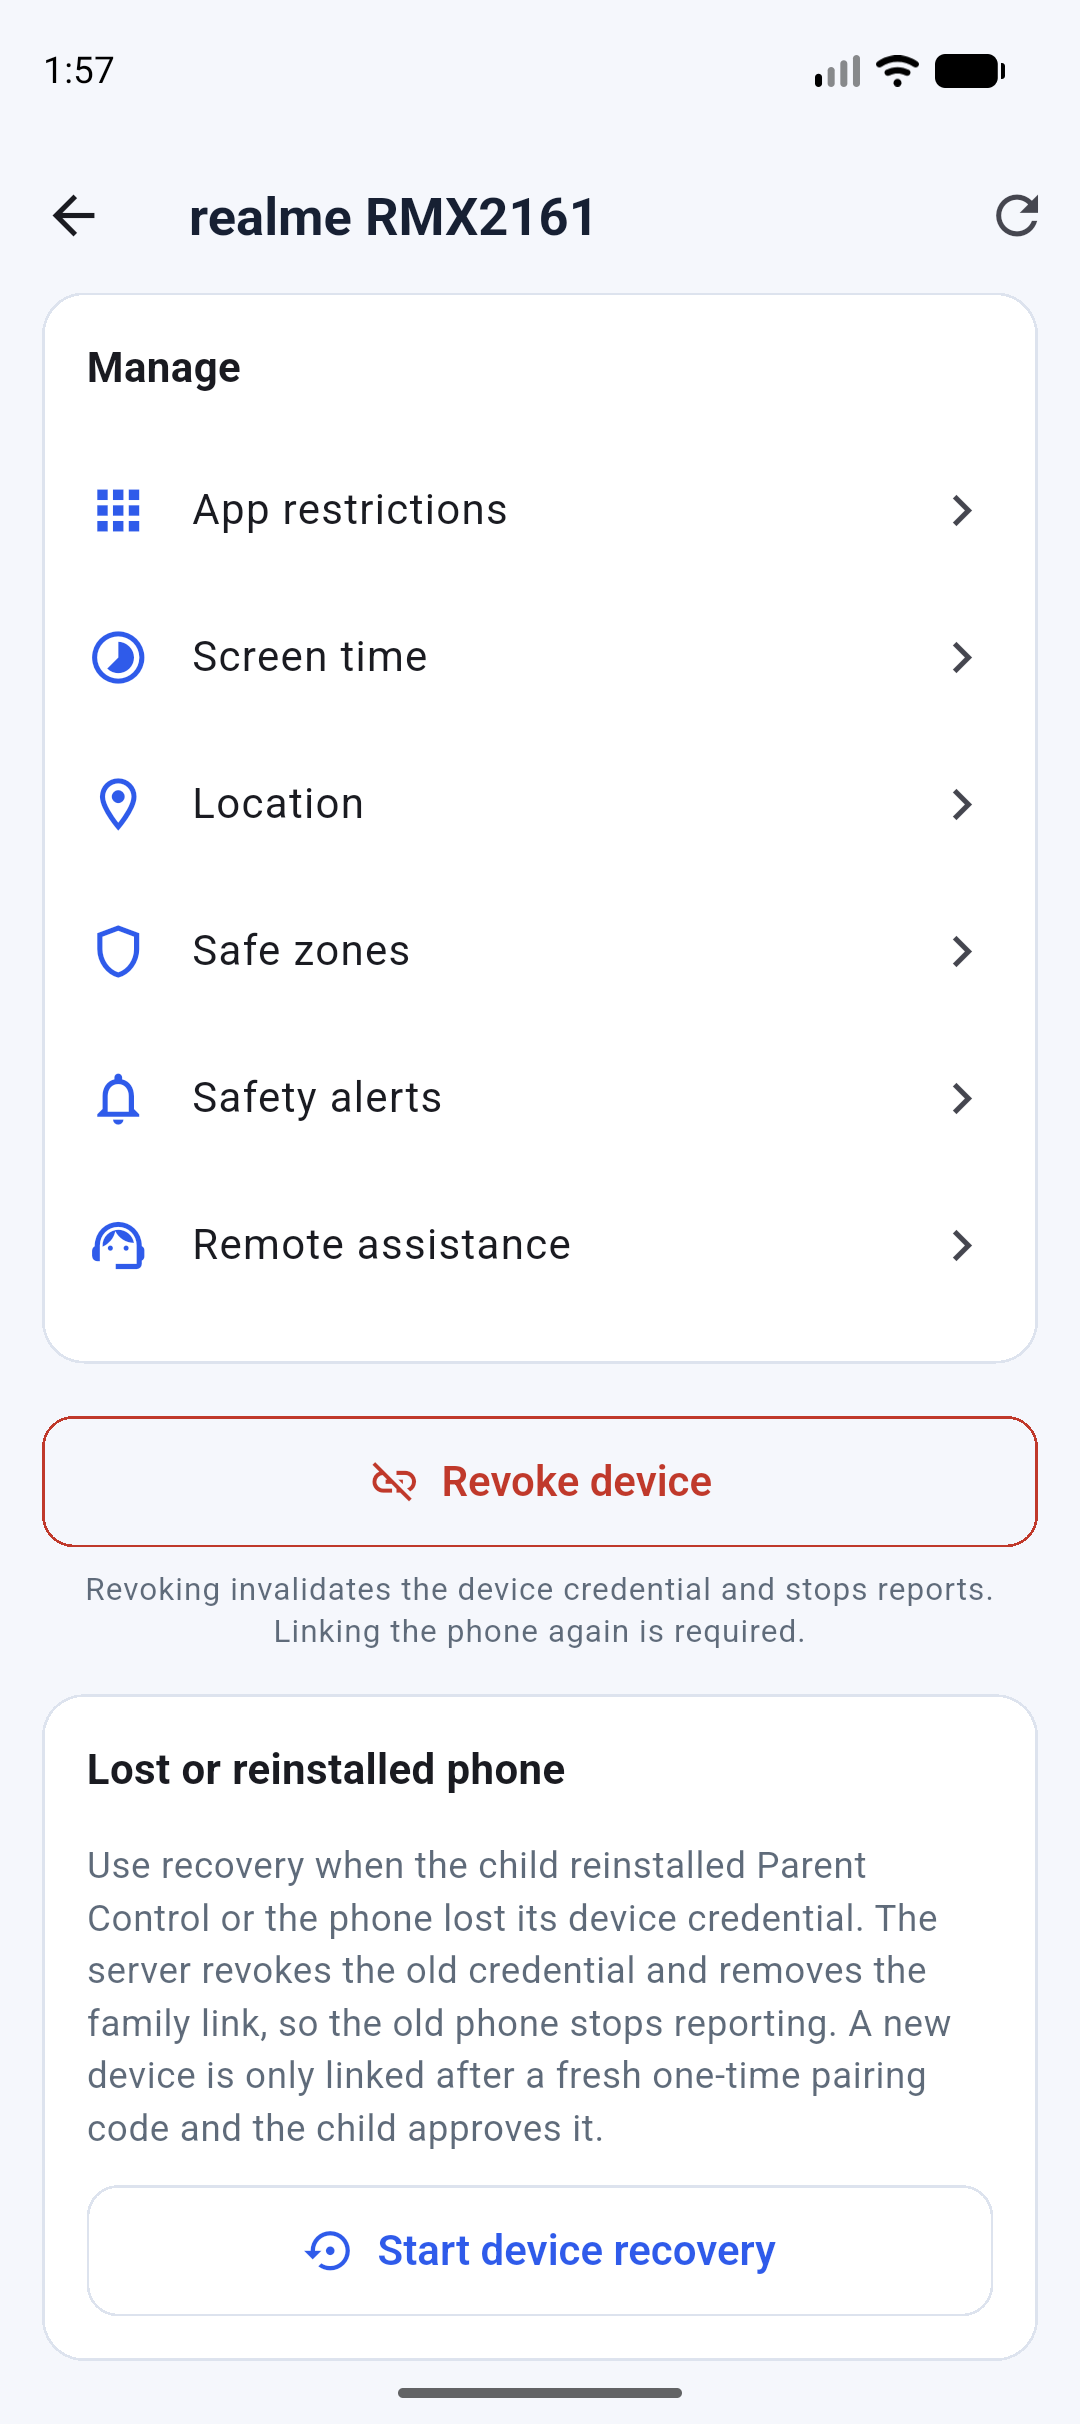 1:57
realme RMX2161
Manage
App restrictions
Screen time
Location
Safe zones
Safety alerts
Remote assistance
Revoke device
Revoking invalidates the device credential and stops reports.
Linking the phone again is required.
Lost or reinstalled phone
Use recovery when the child reinstalled Parent
Control or the phone lost its device credential. The
server revokes the old credential and removes the
family link, so the old phone stops reporting. A new
device is only linked after a fresh one-time pairing
code and the child approves it.
Start device recovery